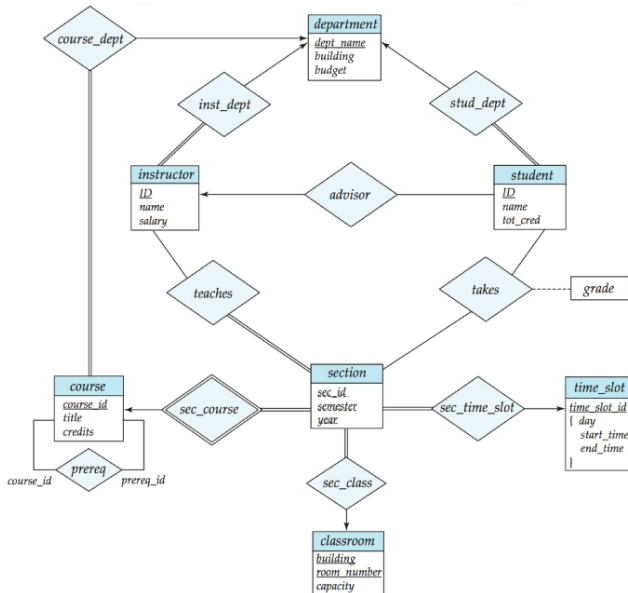 department
dept_name
building
budget
course_dept
inst_dept
stud_dept
instructor
ID
name
salary
advisor
student
ID
name
tot_cred
teaches
takes
grade
course
course_id
title
credits
sec_course
section
sec_id
semester
year
sec_time_slot
time_slot
time_slot_id
{ day
start_time
end_time
}
course_id
prereq
prereq_id
sec_class
classroom
building
room_number
capacity